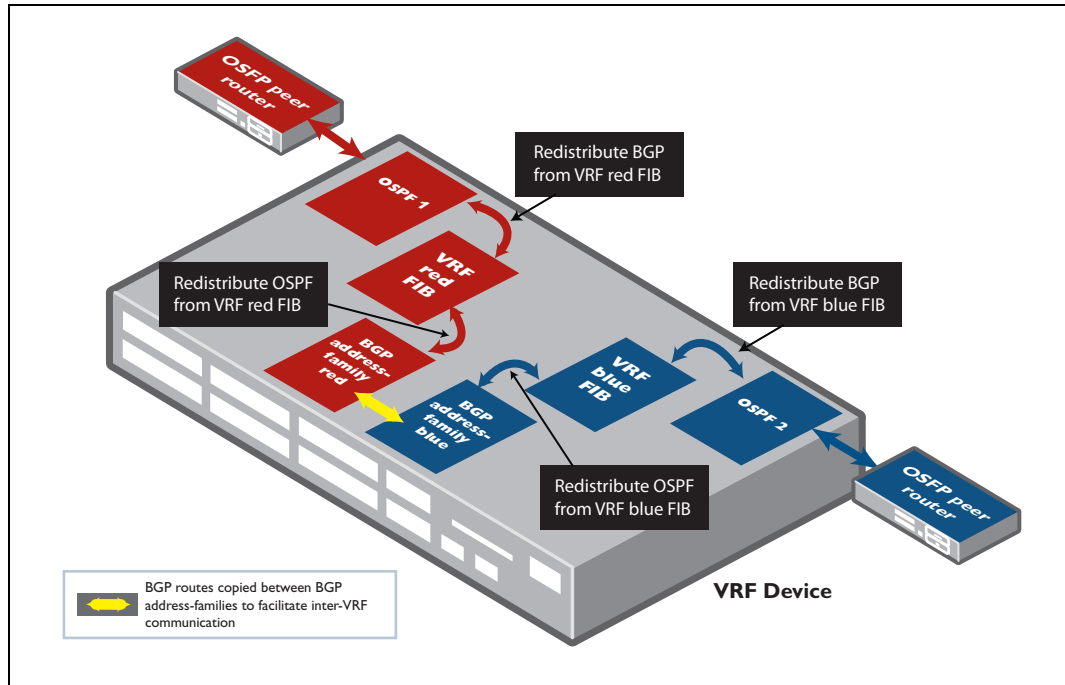 OSFP peer
router
Redistribute BGP
from VRF red FIB
OSPF 1
VRF
red
FIB
Redistribute OSPF
from VRF red FIB
Redistribute BGP
from VRF blue FIB
BGP
address-
family
red
VRF
blue
FIB
BGP
address-
family
blue
OSPF 2
Redistribute OSPF
from VRF blue FIB
OSFP peer
router
VRF Device
BGP routes copied between BGP
address-families to facilitate inter-VRF
communication